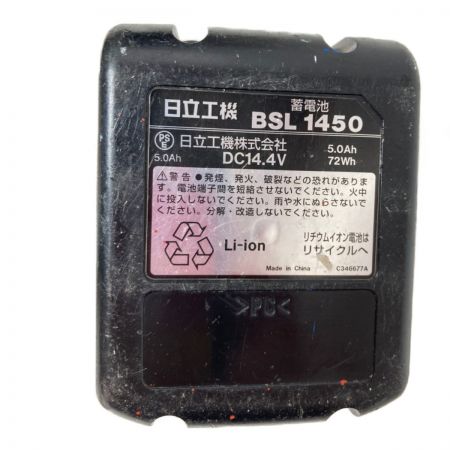 日立工機 蓄電池 BSL 1450
PS E 日立工機株式会社 5.0Ah
5.0Ah DC14.4V 72Wh
⚠警告 ●発煙、発火、破裂などの恐れがありま
す。電池端子間を短絡させないでください。火中
に投入しないでください。雨や水にぬらさないで
ください。分解・改造しないでください。
Li-ion
リチウムイオン電池は
リサイクルへ
Made in China C346677A
>PC<